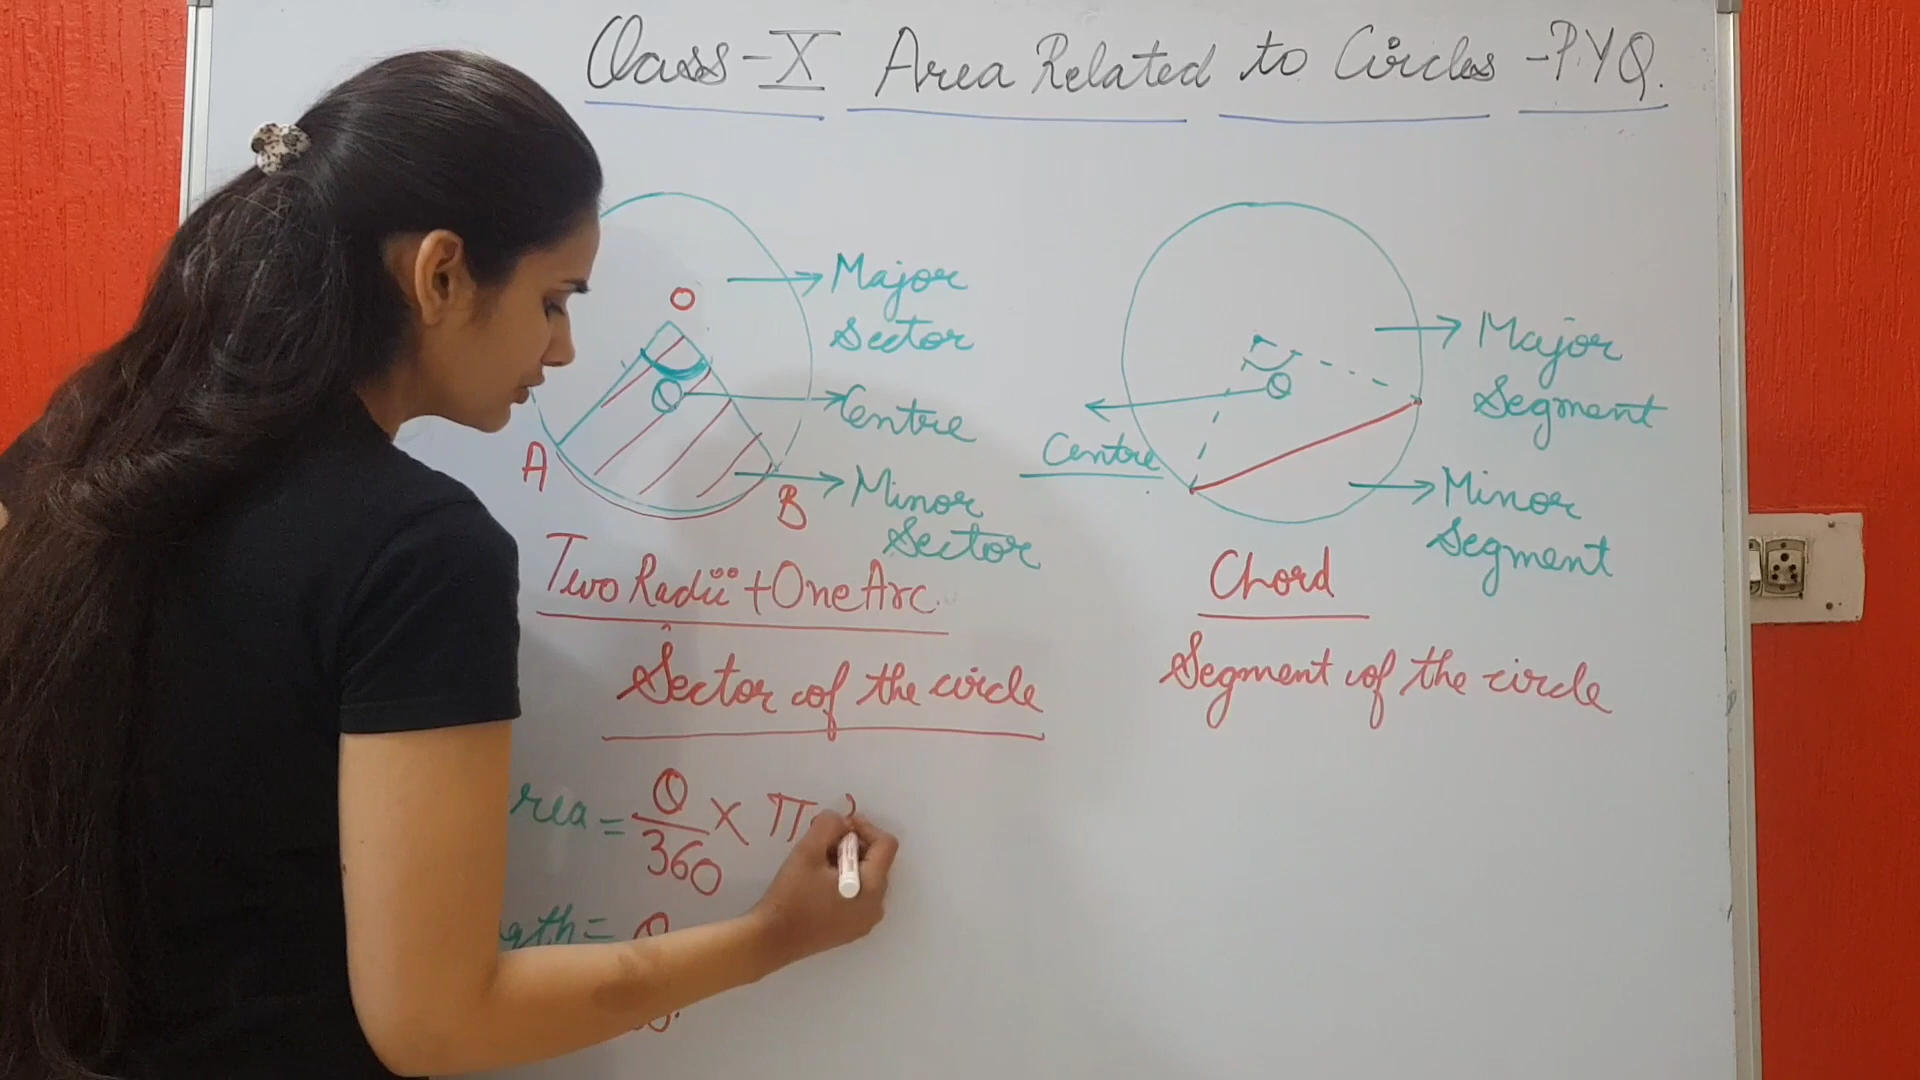 Class-X Area Related to Circles -PYQ.
O
Major
Sector
θ
Centre
A
B
Minor
Sector
Two Radii+One Arc.
Sector of the circle
rea = θ/360 × π
gth = θ
Major
Segment
θ
Centre
Minor
Segment
Chord
Segment of the circle